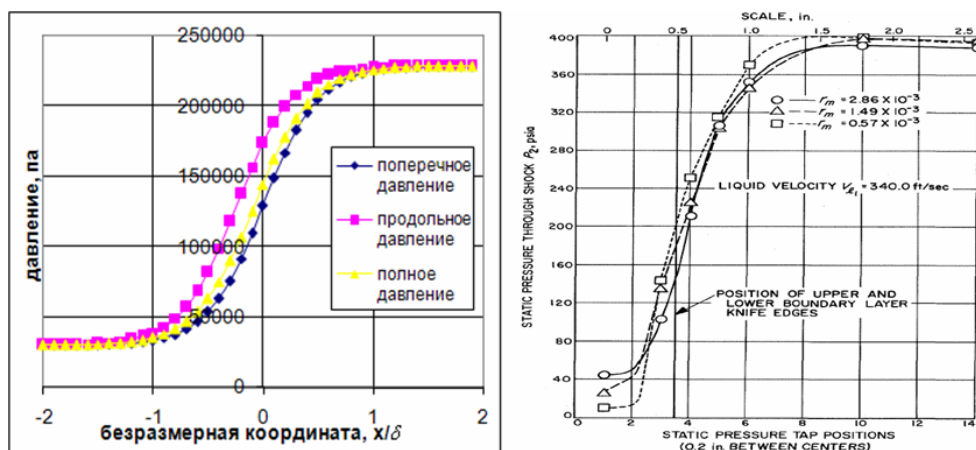 250000
200000
150000
100000
50000
0
давление, па
-2
-1
0
1
2
безразмерная координата, x/δ
поперечное
давление
продольное
давление
полное
давление
SCALE, in.
0
0.5
1.0
1.5
2.0
2.5
400
360
320
280
240
200
160
120
80
40
0
STATIC PRESSURE THROUGH SHOCK P₂, psia
rₘ = 2.86 X 10⁻³
rₘ = 1.49 X 10⁻³
rₘ = 0.57 X 10⁻³
LIQUID VELOCITY Vℓ₁ = 340.0 ft/sec
POSITION OF UPPER AND
LOWER BOUNDARY LAYER
KNIFE EDGES
0
2
4
6
8
10
12
14
STATIC PRESSURE TAP POSITIONS
(0.2 in. BETWEEN CENTERS)